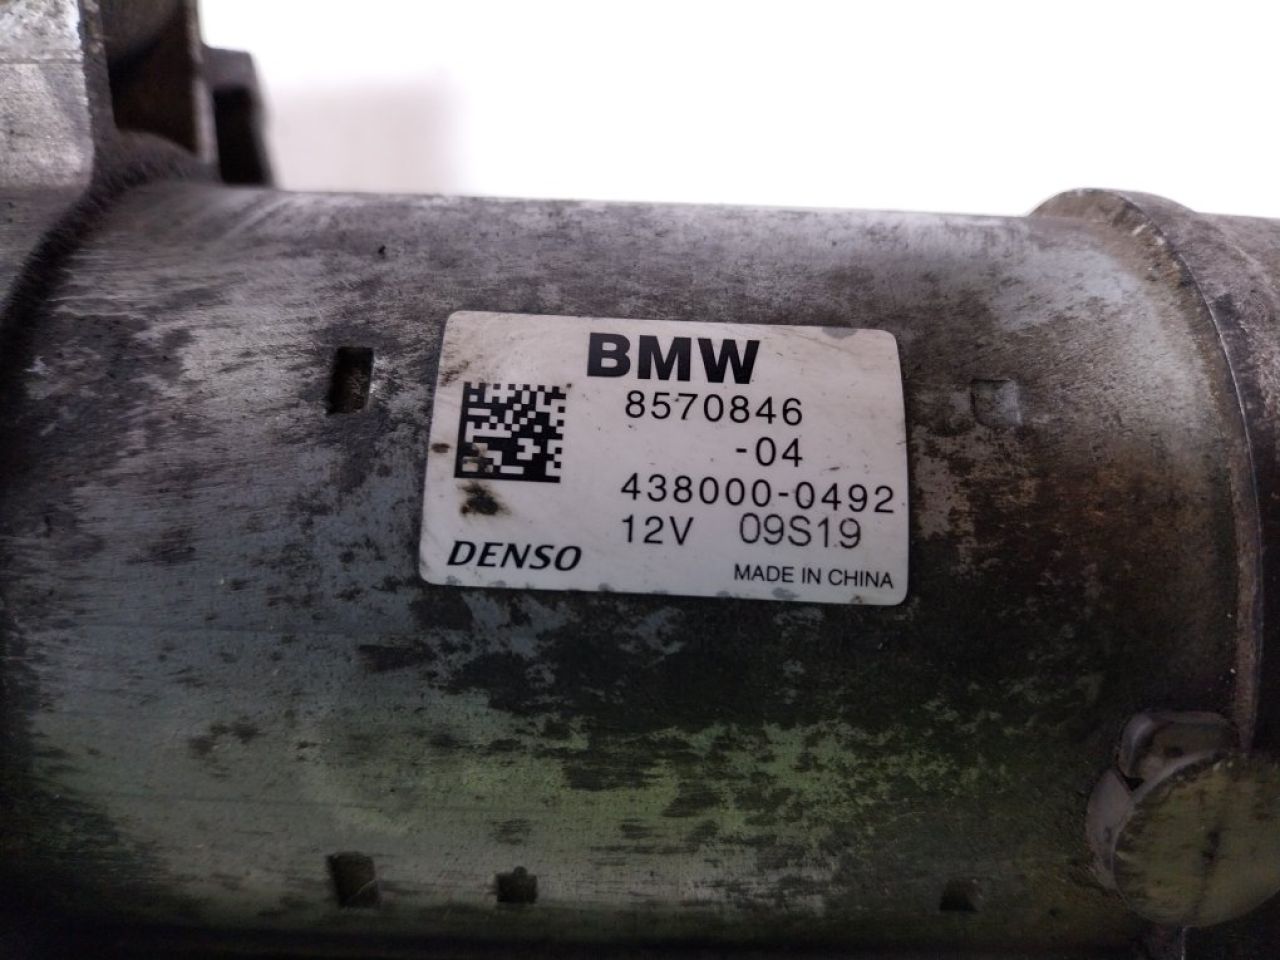 BMW
8570846
-04
438000-0492
12V 09S19
DENSO
MADE IN CHINA